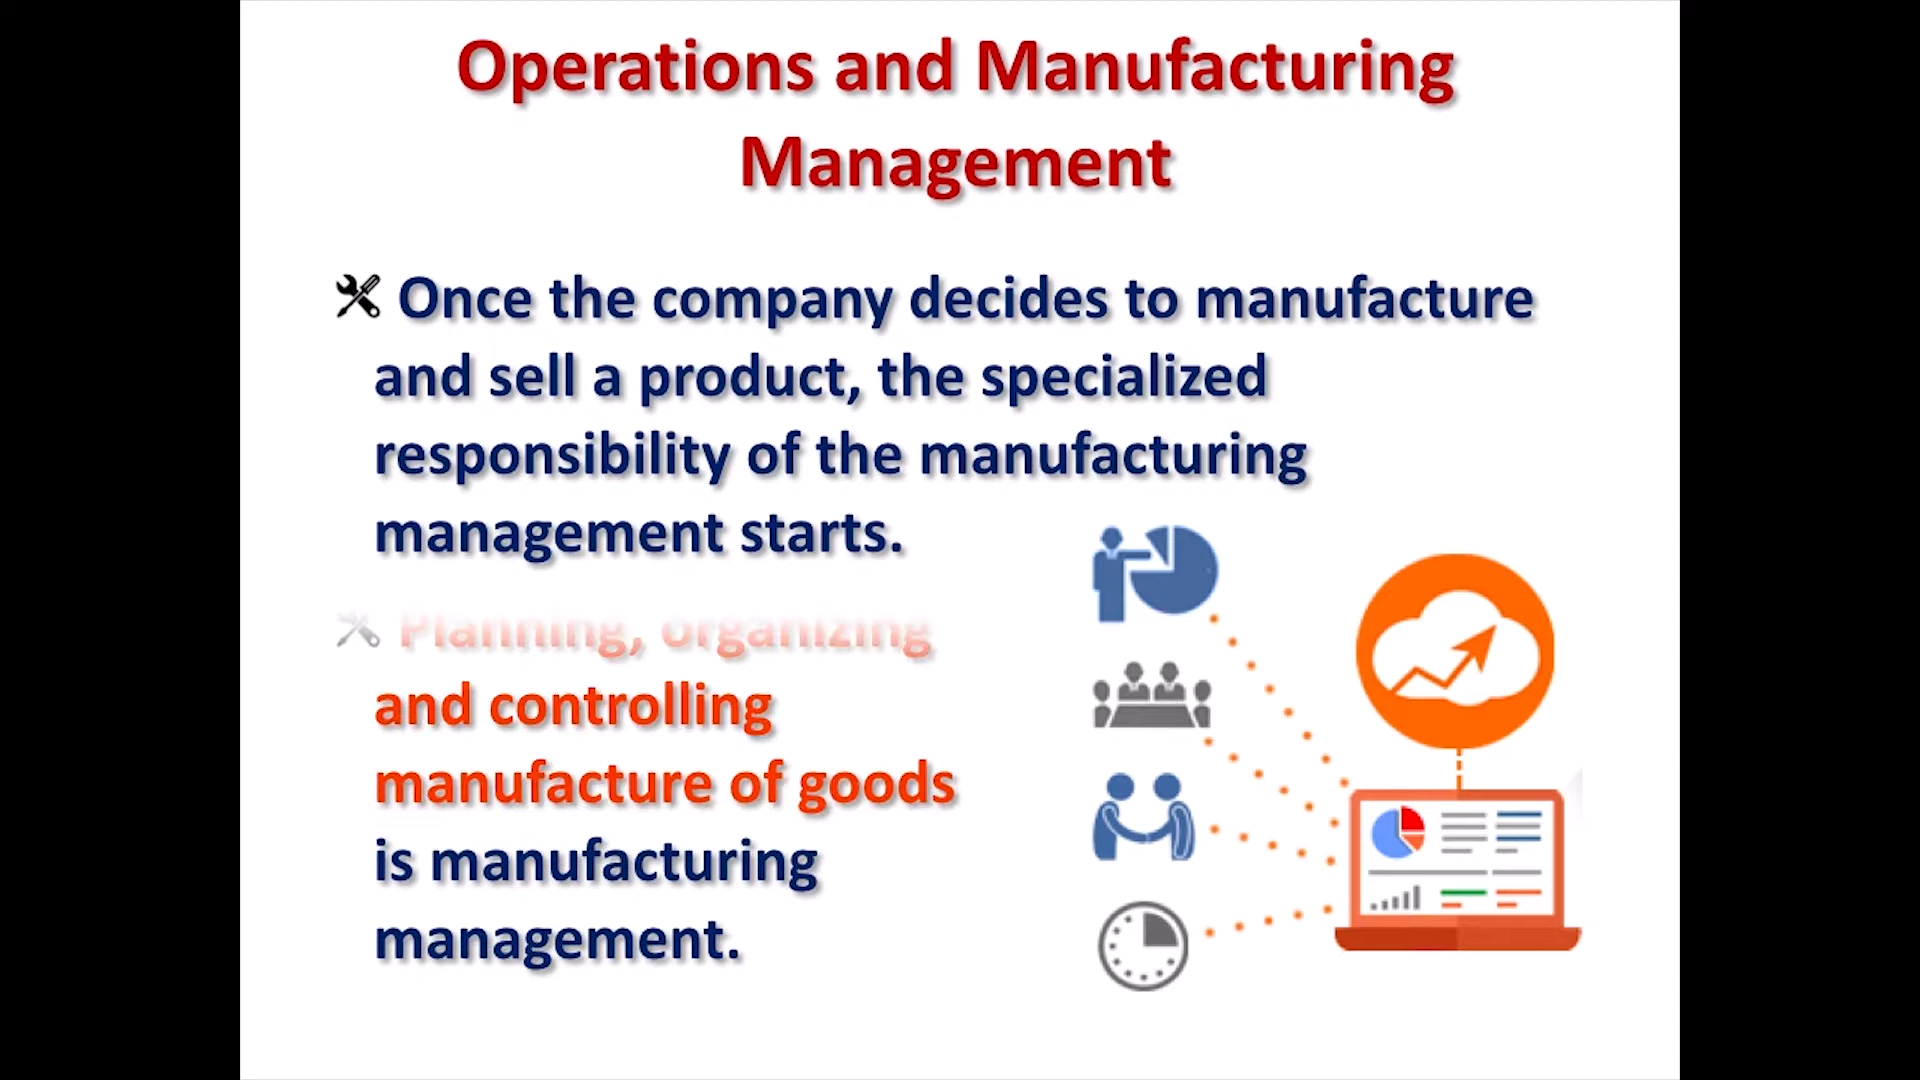 Operations and Manufacturing
Management
Once the company decides to manufacture
and sell a product, the specialized
responsibility of the manufacturing
management starts.
Planning, organizing
and controlling
manufacture of goods
is manufacturing
management.